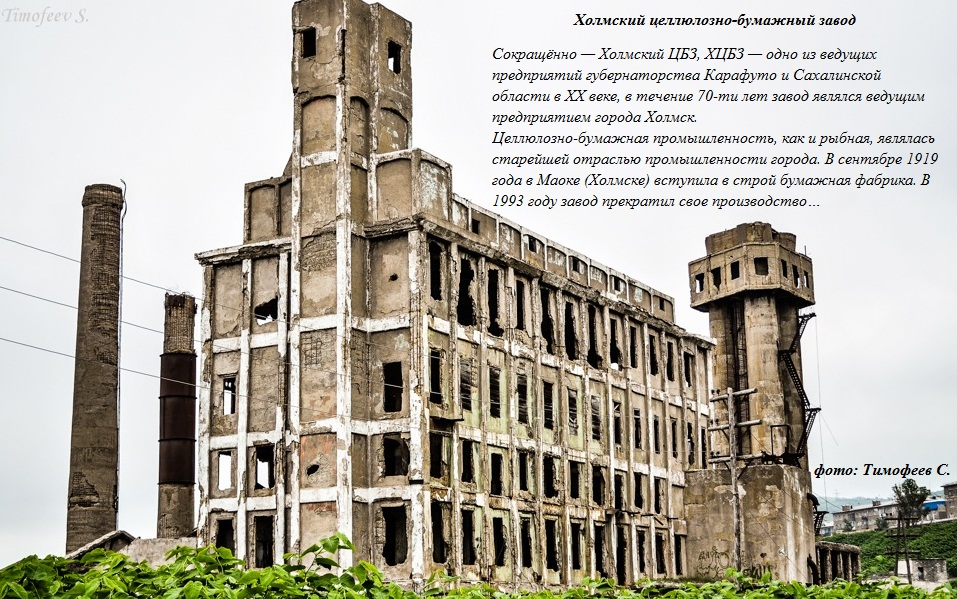 Timofeev S.
Холмский целлюлозно-бумажный завод
Сокращённо — Холмский ЦБЗ, ХЦБЗ — одно из ведущих
предприятий губернаторства Карафуто и Сахалинской
области в XX веке, в течение 70-ти лет завод являлся ведущим
предприятием города Холмск.
Целлюлозно-бумажная промышленность, как и рыбная, являлась
старейшей отраслью промышленности города. В сентябре 1919
года в Маоке (Холмске) вступила в строй бумажная фабрика. В
1993 году завод прекратил свое производство…
фото: Тимофеев С.